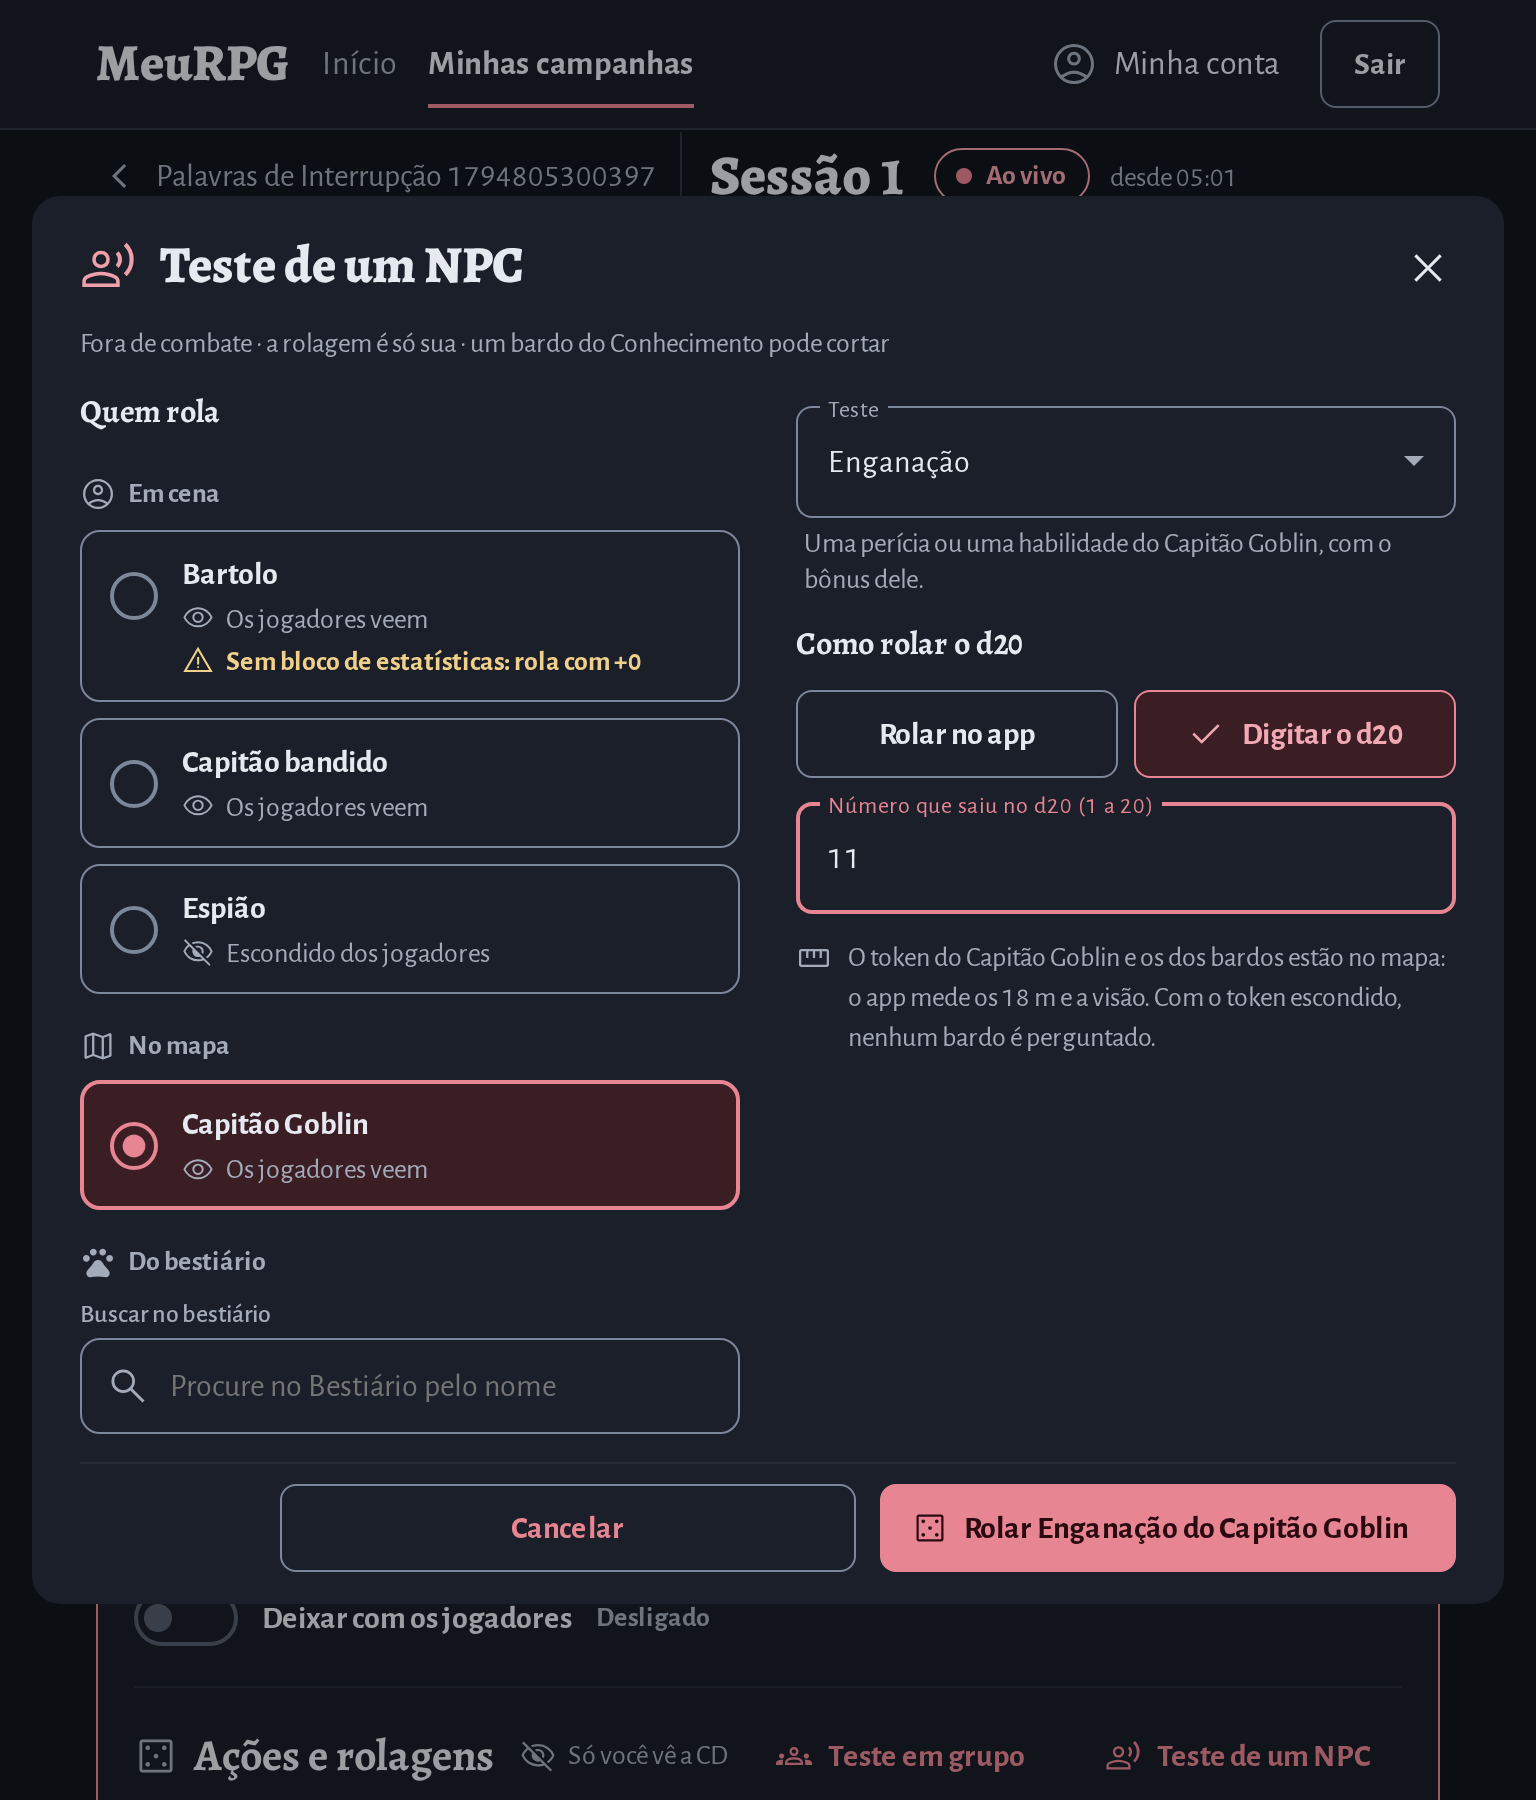 MeuRPG Início Minhas campanhas Minha conta Sair
Palavras de Interrupção 1794805300397 Sessão 1 Ao vivo desde 05:01
Teste de um NPC
Fora de combate · a rolagem é só sua · um bardo do Conhecimento pode cortar
Quem rola
Em cena
Bartolo
Os jogadores veem
Sem bloco de estatísticas: rola com +0
Capitão bandido
Os jogadores veem
Espião
Escondido dos jogadores
No mapa
Capitão Goblin
Os jogadores veem
Do bestiário
Buscar no bestiário
Procure no Bestiário pelo nome
Teste
Enganação
Uma perícia ou uma habilidade do Capitão Goblin, com o
bônus dele.
Como rolar o d20
Rolar no app Digitar o d20
Número que saiu no d20 (1 a 20)
11
O token do Capitão Goblin e os dos bardos estão no mapa:
o app mede os 18 m e a visão. Com o token escondido,
nenhum bardo é perguntado.
Cancelar Rolar Enganação do Capitão Goblin
Deixar com os jogadores Desligado
Ações e rolagens Só você vê a CD Teste em grupo Teste de um NPC